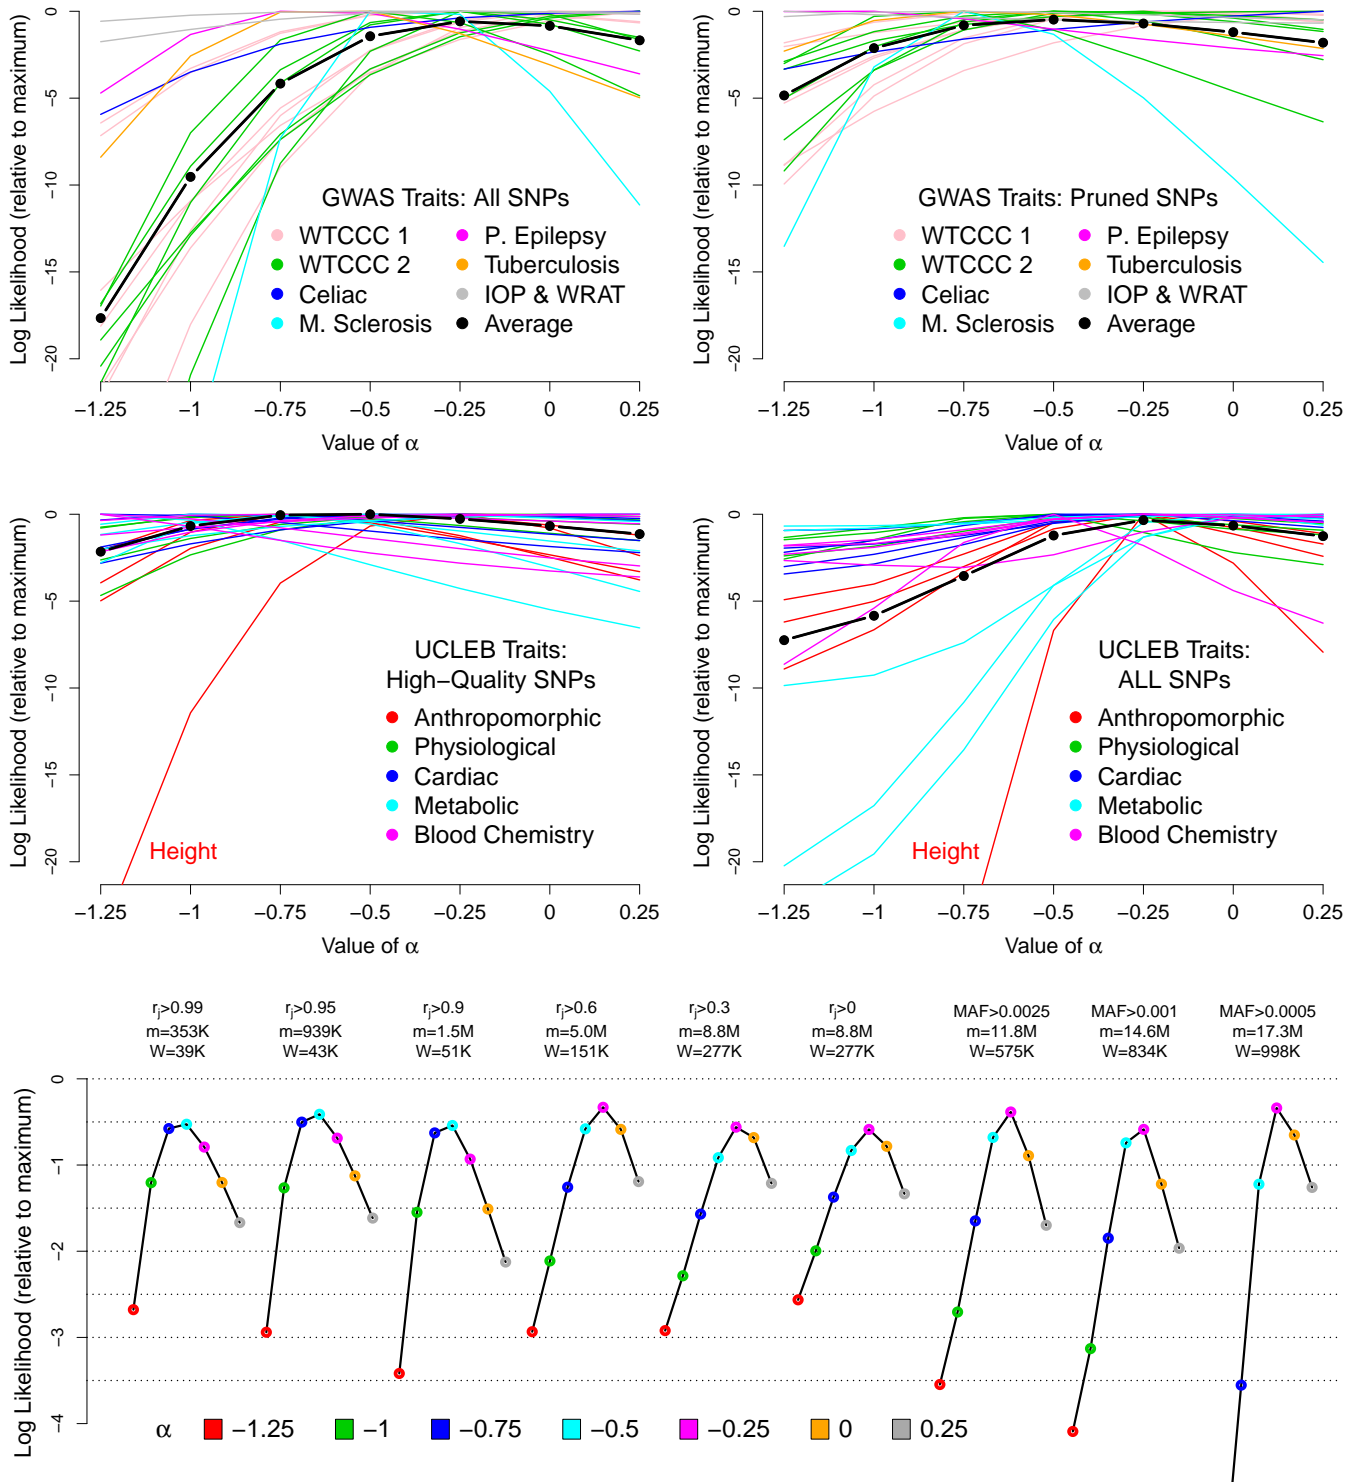 Log Likelihood (relative to maximum)
0
−5
−10
−15
−20
GWAS Traits: All SNPs
WTCCC 1
WTCCC 2
Celiac
M. Sclerosis
P. Epilepsy
Tuberculosis
IOP & WRAT
Average
−1.25 −1 −0.75 −0.5 −0.25 0 0.25
Value of α
Log Likelihood (relative to maximum)
0
−5
−10
−15
−20
GWAS Traits: Pruned SNPs
WTCCC 1
WTCCC 2
Celiac
M. Sclerosis
P. Epilepsy
Tuberculosis
IOP & WRAT
Average
−1.25 −1 −0.75 −0.5 −0.25 0 0.25
Value of α
Log Likelihood (relative to maximum)
0
−5
−10
−15
−20
UCLEB Traits:
High−Quality SNPs
Anthropomorphic
Physiological
Cardiac
Metabolic
Blood Chemistry
Height
−1.25 −1 −0.75 −0.5 −0.25 0 0.25
Value of α
Log Likelihood (relative to maximum)
0
−5
−10
−15
−20
UCLEB Traits:
ALL SNPs
Anthropomorphic
Physiological
Cardiac
Metabolic
Blood Chemistry
Height
−1.25 −1 −0.75 −0.5 −0.25 0 0.25
Value of α
rj>0.99 rj>0.95 rj>0.9 rj>0.6 rj>0.3 rj>0 MAF>0.0025 MAF>0.001 MAF>0.0005
m=353K m=939K m=1.5M m=5.0M m=8.8M m=8.8M m=11.8M m=14.6M m=17.3M
W=39K W=43K W=51K W=151K W=277K W=277K W=575K W=834K W=998K
Log Likelihood (relative to maximum)
0
−1
−2
−3
−4
α −1.25 −1 −0.75 −0.5 −0.25 0 0.25